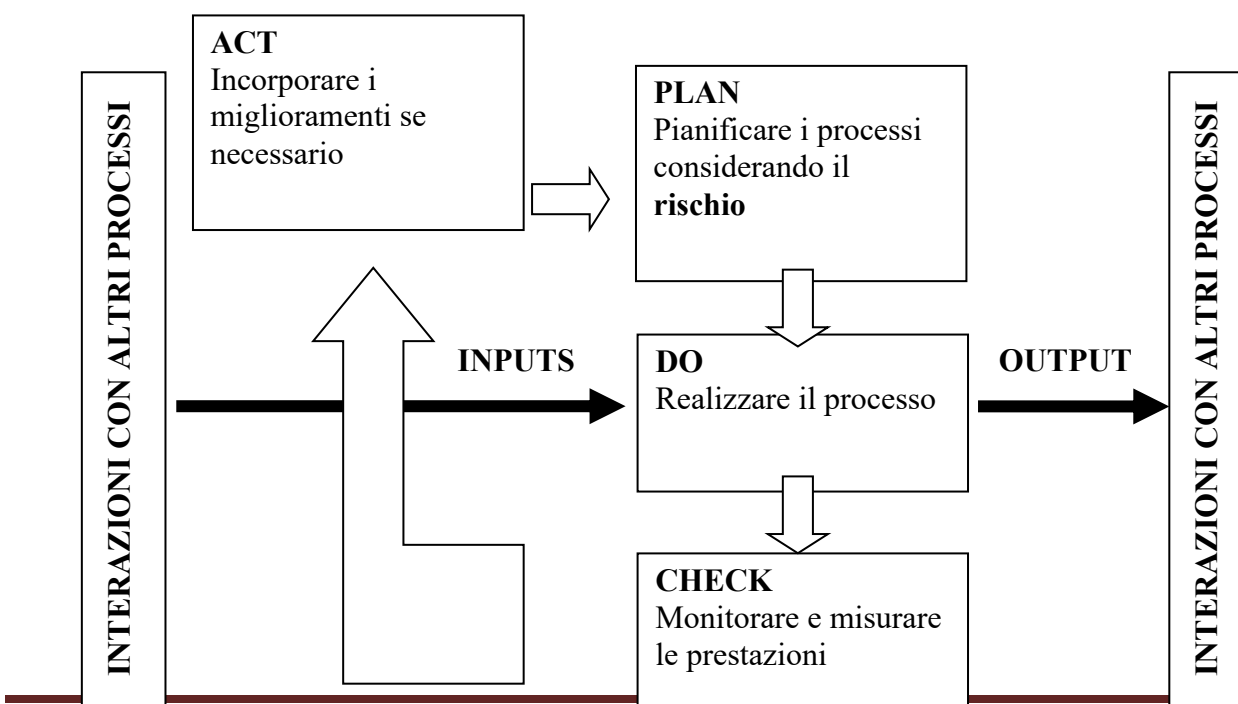 INTERAZIONI CON ALTRI PROCESSI
ACT
Incorporare i
miglioramenti se
necessario
PLAN
Pianificare i processi
considerando il
rischio
INPUTS
DO
Realizzare il processo
OUTPUT
CHECK
Monitorare e misurare
le prestazioni
INTERAZIONI CON ALTRI PROCESSI